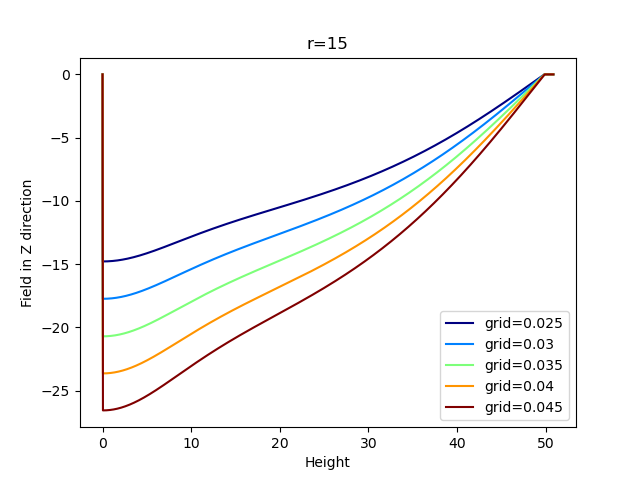 r=15
Field in Z direction
0
−5
−10
−15
−20
−25
grid=0.025
grid=0.03
grid=0.035
grid=0.04
grid=0.045
0 10 20 30 40 50
Height